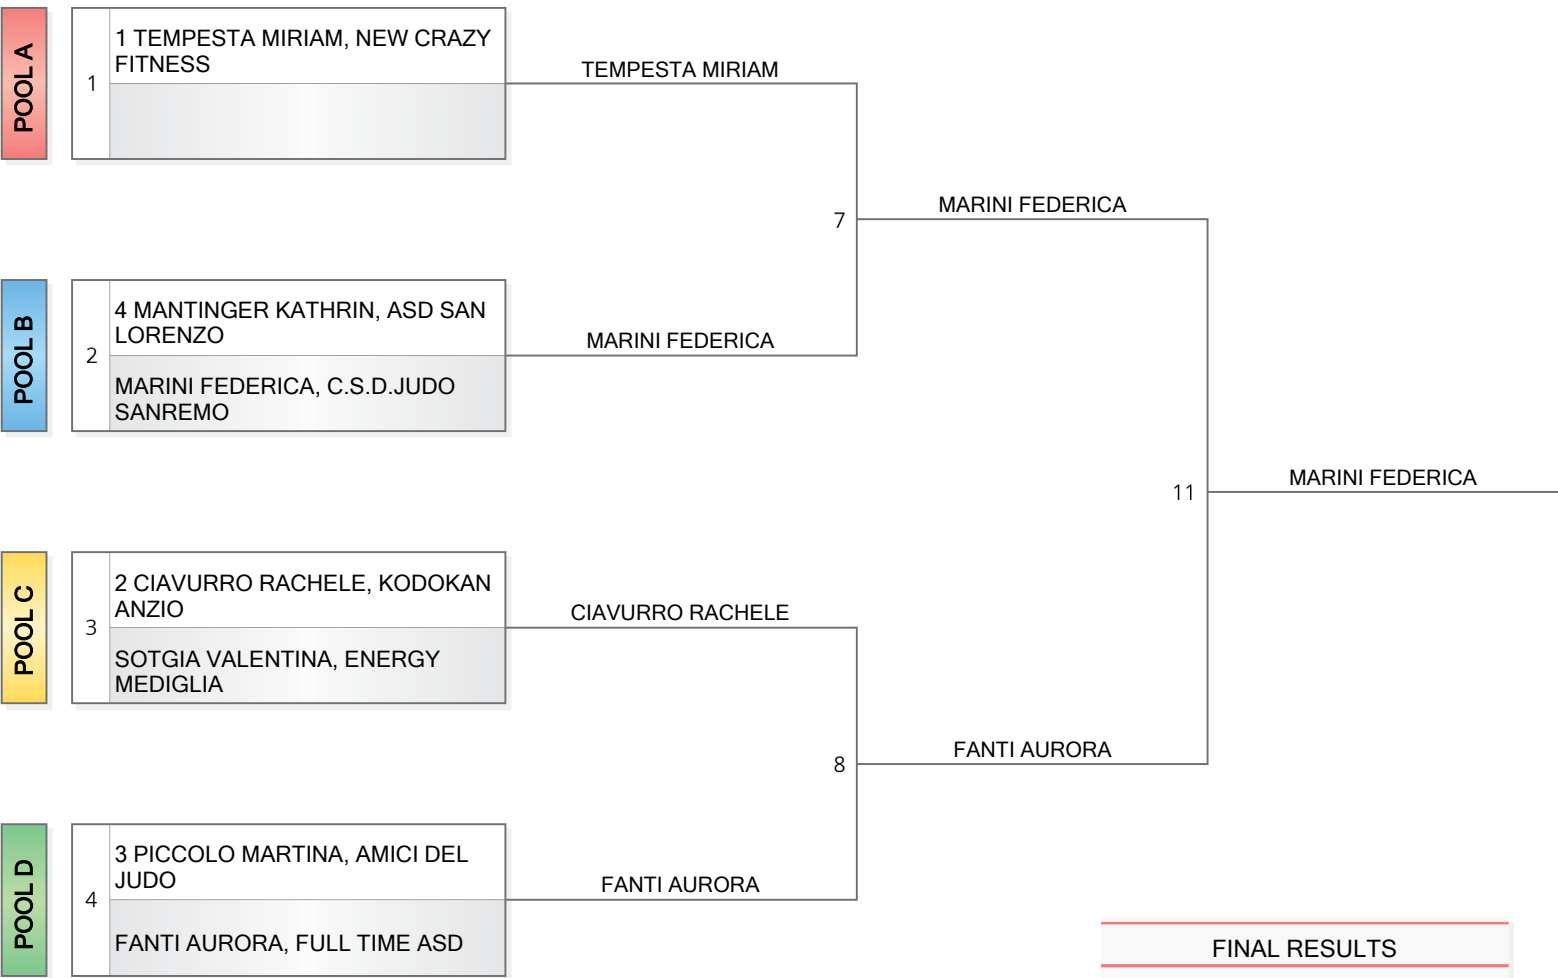 POOL A
1
1 TEMPESTA MIRIAM, NEW CRAZY
FITNESS
TEMPESTA MIRIAM
7
MARINI FEDERICA
POOL B
2
4 MANTINGER KATHRIN, ASD SAN
LORENZO
MARINI FEDERICA, C.S.D.JUDO
SANREMO
MARINI FEDERICA
11
MARINI FEDERICA
POOL C
3
2 CIAVURRO RACHELE, KODOKAN
ANZIO
SOTGIA VALENTINA, ENERGY
MEDIGLIA
CIAVURRO RACHELE
8
FANTI AURORA
POOL D
4
3 PICCOLO MARTINA, AMICI DEL
JUDO
FANTI AURORA, FULL TIME ASD
FANTI AURORA
FINAL RESULTS